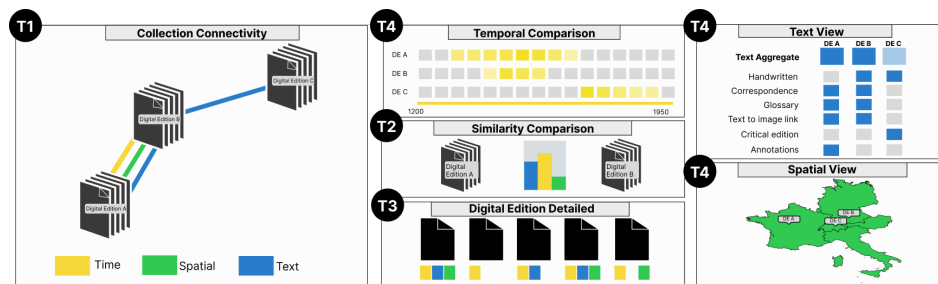 T1
Collection Connectivity
Digital Edition C
Digital Edition B
Digital Edition A
Time
Spatial
Text
T4
Temporal Comparison
DE A
DE B
DE C
1200
1950
T2
Similarity Comparison
Digital
Edition A
Digital
Edition B
T3
Digital Edition Detailed
T4
Text View
DE A
DE B
DE C
Text Aggregate
Handwritten
Correspondence
Glossary
Text to image link
Critical edition
Annotations
T4
Spatial View
DE A
DE B
DE C